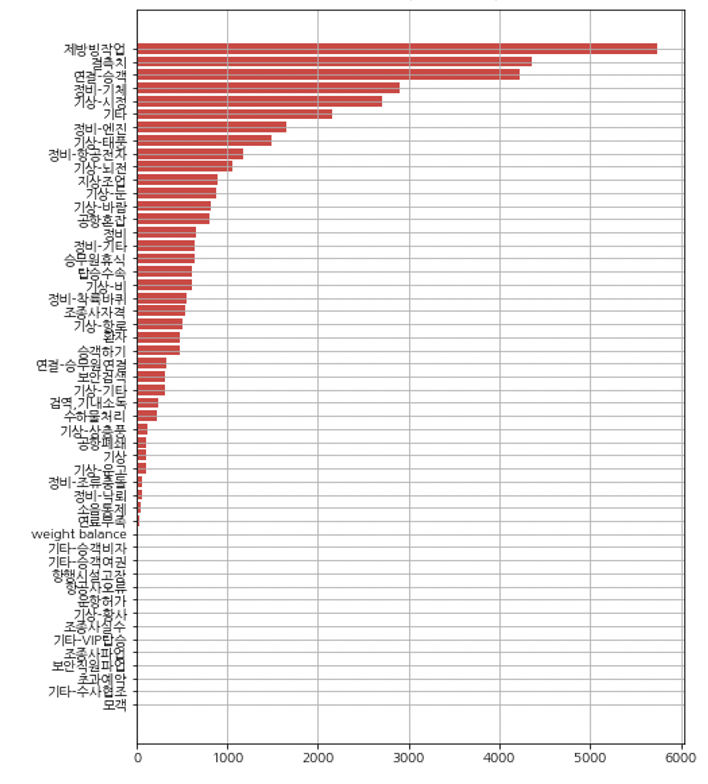 제방빙작업
결측치
연결-승객
정비-기체
기상-시정
기타
정비-엔진
기상-태풍
정비-항공전자
기상-뇌전
지상조업
기상-눈
기상-바람
공항혼잡
정비
정비-기타
승무원휴식
탑승수속
기상-비
정비-착륙바퀴
조종사자격
기상-항로
환자
승객하기
연결-승무원연결
보안검색
기상-기타
검역,기내소독
수하물처리
기상-상층풍
공항폐쇄
기상
기상-운고
정비-조류충돌
정비-낙뢰
소음통제
연료부족
weight balance
기타-승객비자
기타-승객여권
항행시설고장
항공사오류
운항허가
기상-황사
조종사실수
기타-VIP탑승
조종사파업
보안직원파업
초과예약
기타-수사협조
모객
0 1000 2000 3000 4000 5000 6000